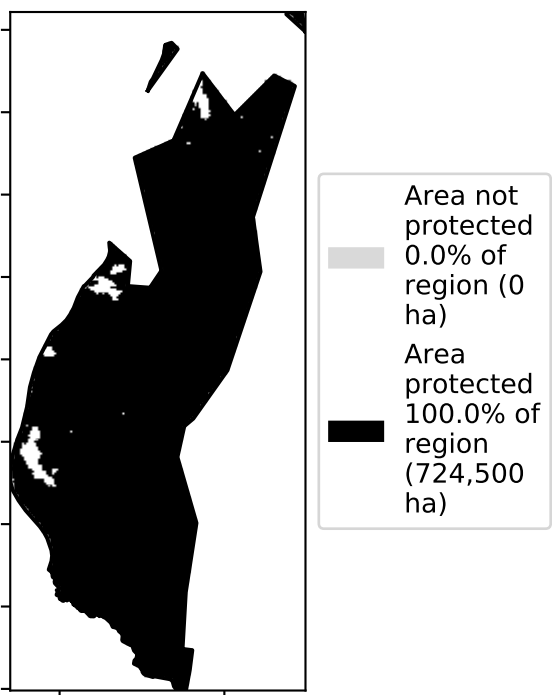 Area not
protected
0.0% of
region (0
ha)
Area
protected
100.0% of
region
(724,500
ha)